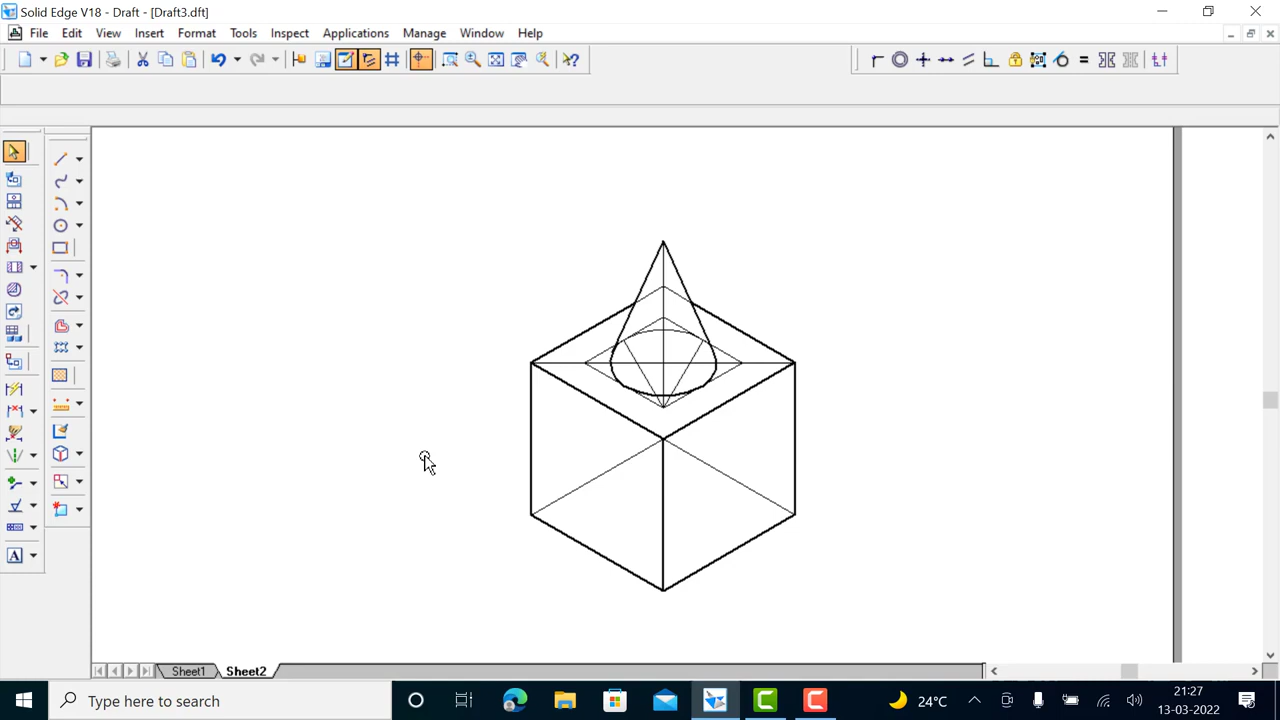 Solid Edge V18 - Draft - [Draft3.dft]
File Edit View Insert Format Tools Inspect Applications Manage Window Help
A
Sheet1 Sheet2
Type here to search
24°C
21:27
13-03-2022